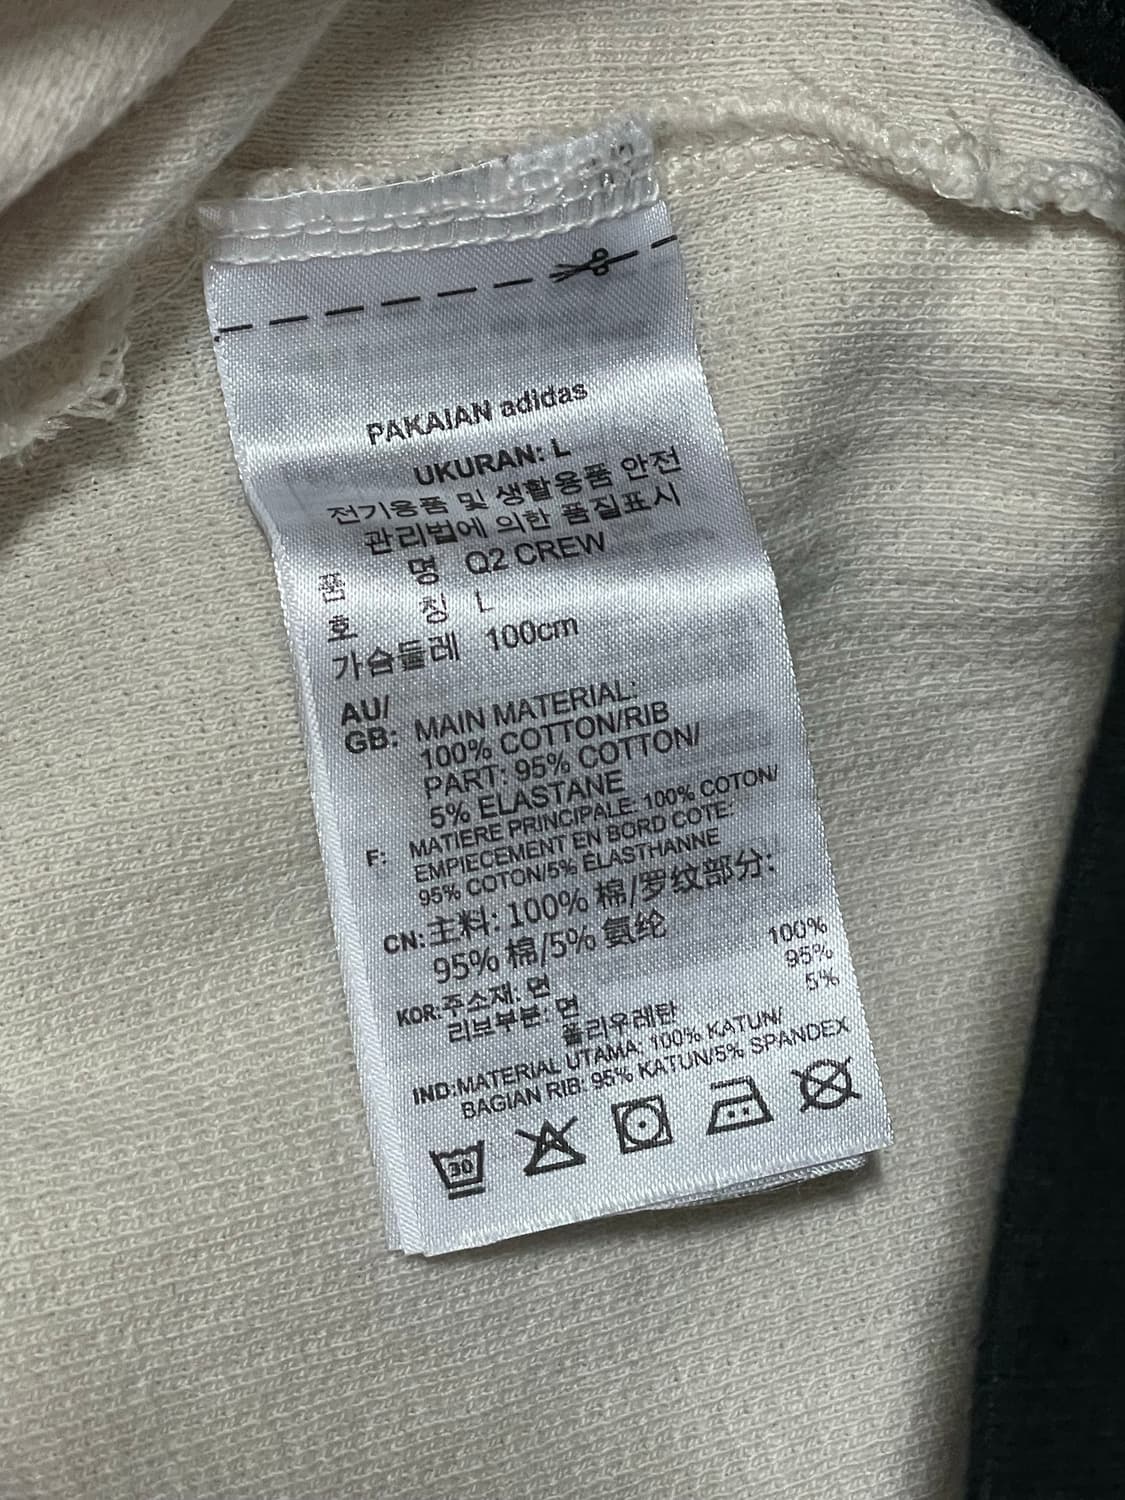 PAKAIAN adidas
UKURAN: L
전기용품 및 생활용품 안전
관리법에 의한 품질표시
품 명 Q2 CREW
호 칭 L
가슴둘레 100cm
AU/
GB: MAIN MATERIAL:
100% COTTON/RIB
PART: 95% COTTON/
5% ELASTANE
F: MATIERE PRINCIPALE: 100% COTON/
EMPIECEMENT EN BORD COTE:
95% COTON/5% ÉLASTHANNE
CN: 主料: 100% 棉/罗纹部分:
95% 棉/5% 氨纶
KOR: 주소재: 면 100%
리브부분: 면 95%
폴리우레탄 5%
IND: MATERIAL UTAMA: 100% KATUN/
BAGIAN RIB: 95% KATUN/5% SPANDEX
30